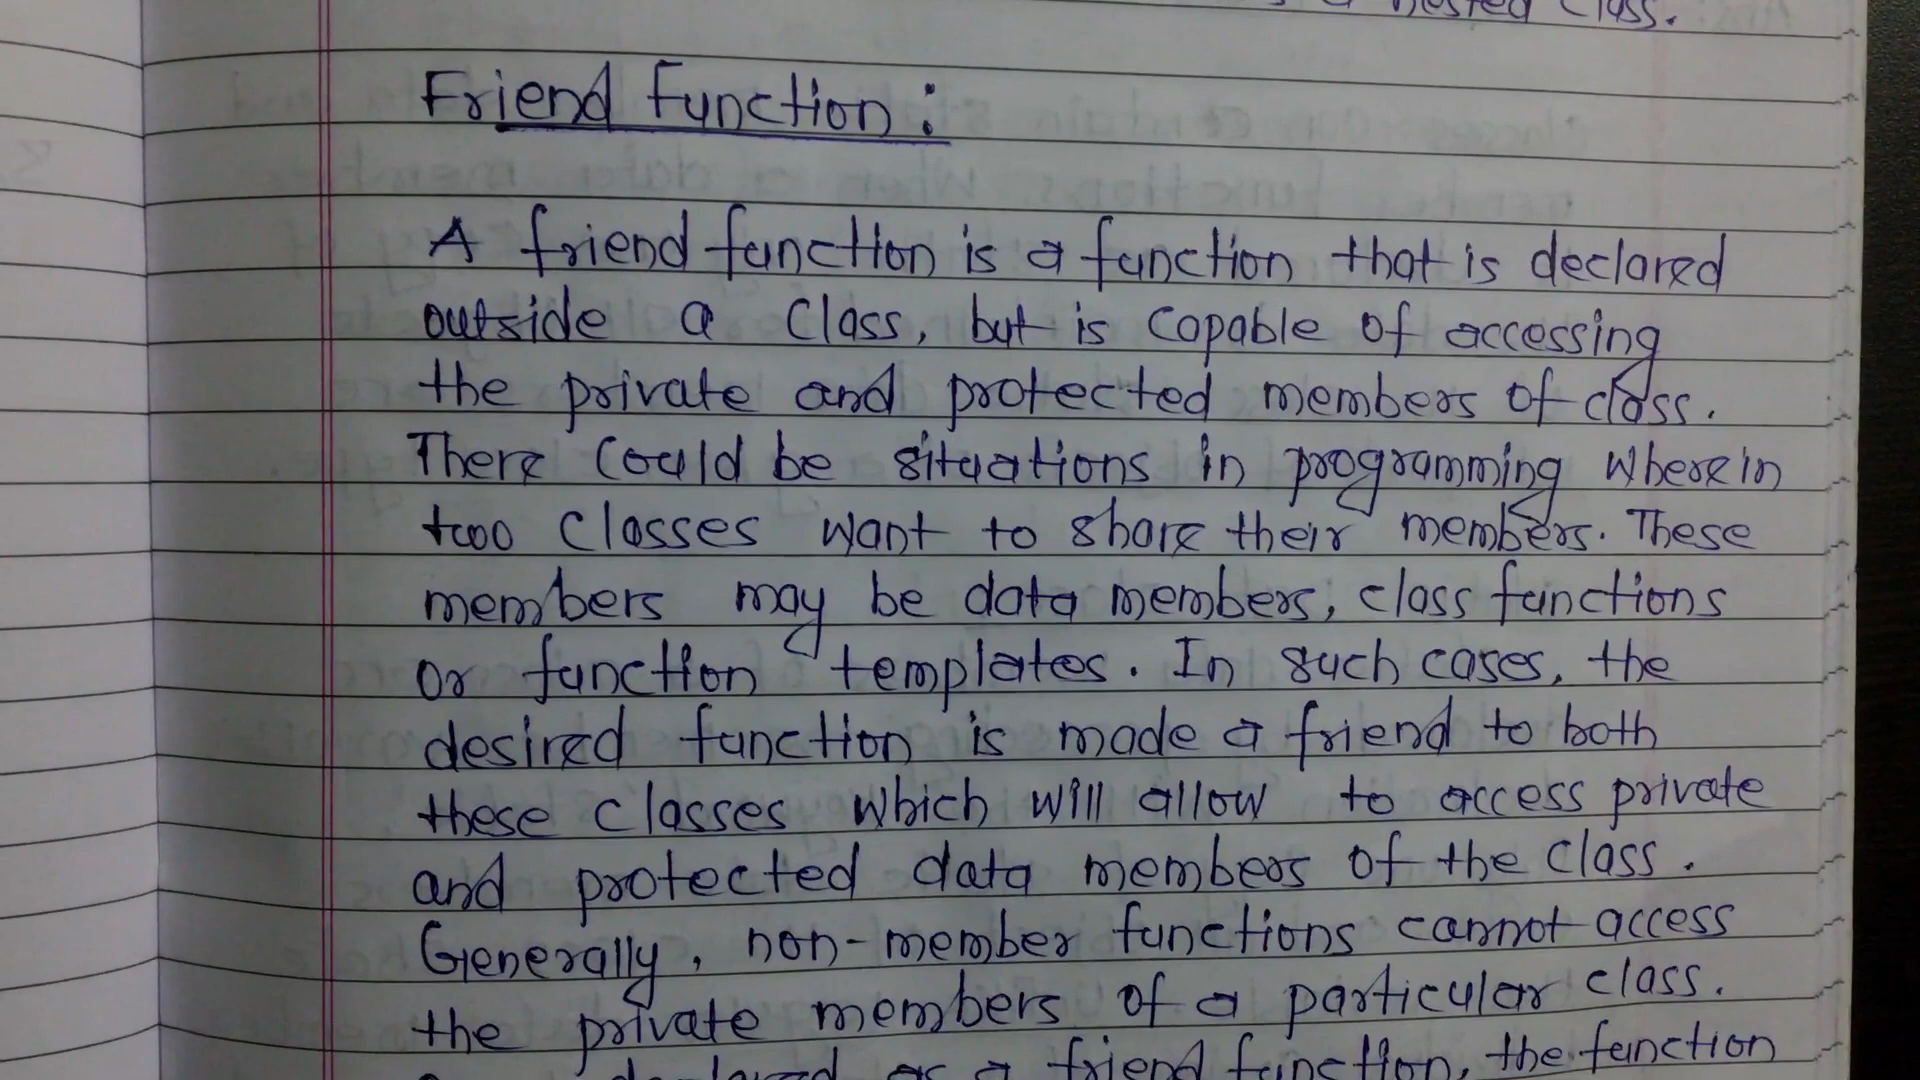 nested class.
Friend Function :
A friend function is a function that is declared
outside a class, but is capable of accessing
the private and protected members of class.
There could be situations in programming wherein
two classes want to share their members. These
members may be data members, class functions
or function templates. In such cases, the
desired function is made a friend to both
these classes which will allow to access private
and protected data members of the class.
Generally, non-member functions cannot access
the private members of a particular class.
declared as a friend function, the function